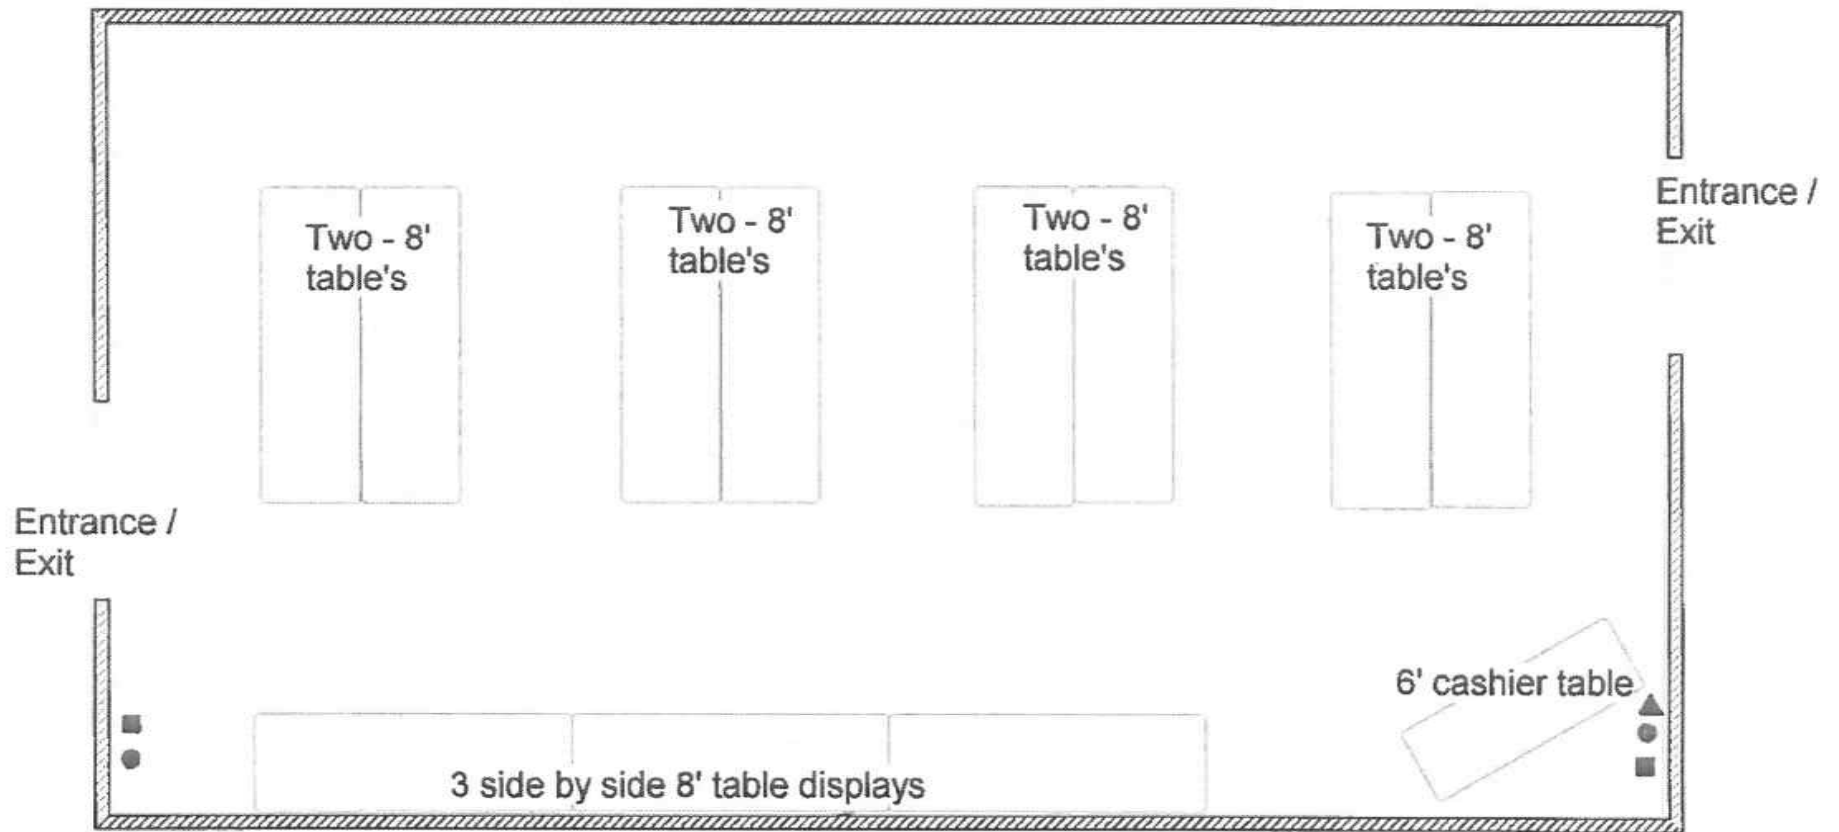 Two - 8'
table's
Two - 8'
table's
Two - 8'
table's
Two - 8'
table's
Entrance /
Exit
Entrance /
Exit
6' cashier table
3 side by side 8' table displays